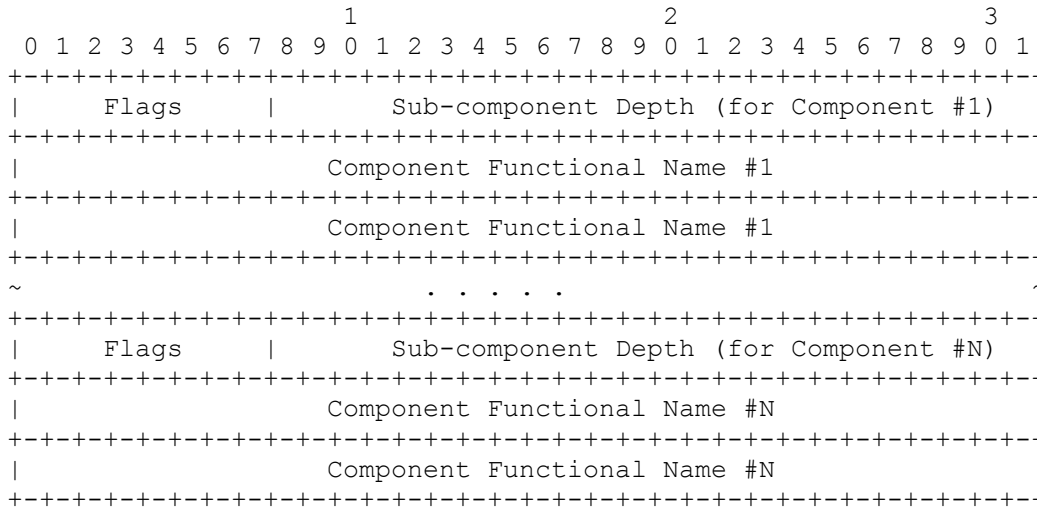 1                   2                   3
 0 1 2 3 4 5 6 7 8 9 0 1 2 3 4 5 6 7 8 9 0 1 2 3 4 5 6 7 8 9 0 1
+-+-+-+-+-+-+-+-+-+-+-+-+-+-+-+-+-+-+-+-+-+-+-+-+-+-+-+-+-+-+-+-+
|     Flags     |       Sub-component Depth (for Component #1)
+-+-+-+-+-+-+-+-+-+-+-+-+-+-+-+-+-+-+-+-+-+-+-+-+-+-+-+-+-+-+-+-+
|                   Component Functional Name #1
+-+-+-+-+-+-+-+-+-+-+-+-+-+-+-+-+-+-+-+-+-+-+-+-+-+-+-+-+-+-+-+-+
|                   Component Functional Name #1
+-+-+-+-+-+-+-+-+-+-+-+-+-+-+-+-+-+-+-+-+-+-+-+-+-+-+-+-+-+-+-+-+
~                         . . . . .                             ~
+-+-+-+-+-+-+-+-+-+-+-+-+-+-+-+-+-+-+-+-+-+-+-+-+-+-+-+-+-+-+-+-+
|     Flags     |       Sub-component Depth (for Component #N)
+-+-+-+-+-+-+-+-+-+-+-+-+-+-+-+-+-+-+-+-+-+-+-+-+-+-+-+-+-+-+-+-+
|                   Component Functional Name #N
+-+-+-+-+-+-+-+-+-+-+-+-+-+-+-+-+-+-+-+-+-+-+-+-+-+-+-+-+-+-+-+-+
|                   Component Functional Name #N
+-+-+-+-+-+-+-+-+-+-+-+-+-+-+-+-+-+-+-+-+-+-+-+-+-+-+-+-+-+-+-+-+